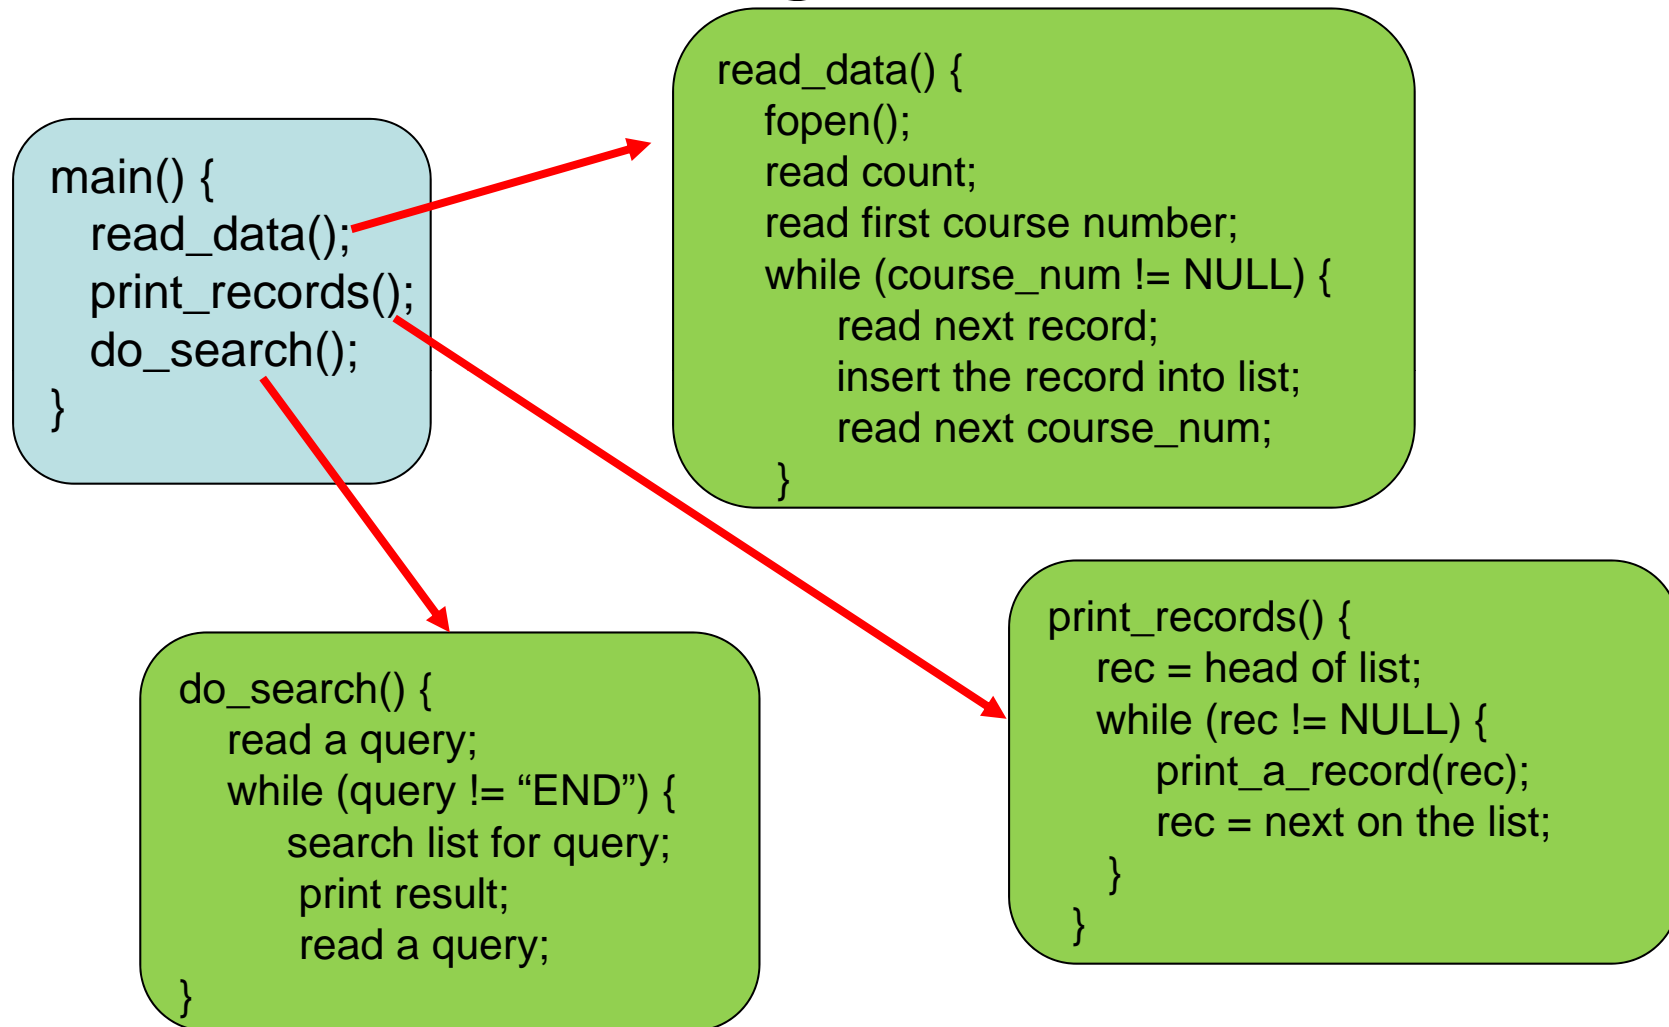 main() {
read_data();
print_records();
do_search();
}
read_data() {
fopen();
read count;
read first course number;
while (course_num != NULL) {
read next record;
insert the record into list;
read next course_num;
}
do_search() {
read a query;
while (query != “END”) {
search list for query;
print result;
read a query;
}
print_records() {
rec = head of list;
while (rec != NULL) {
print_a_record(rec);
rec = next on the list;
}
}